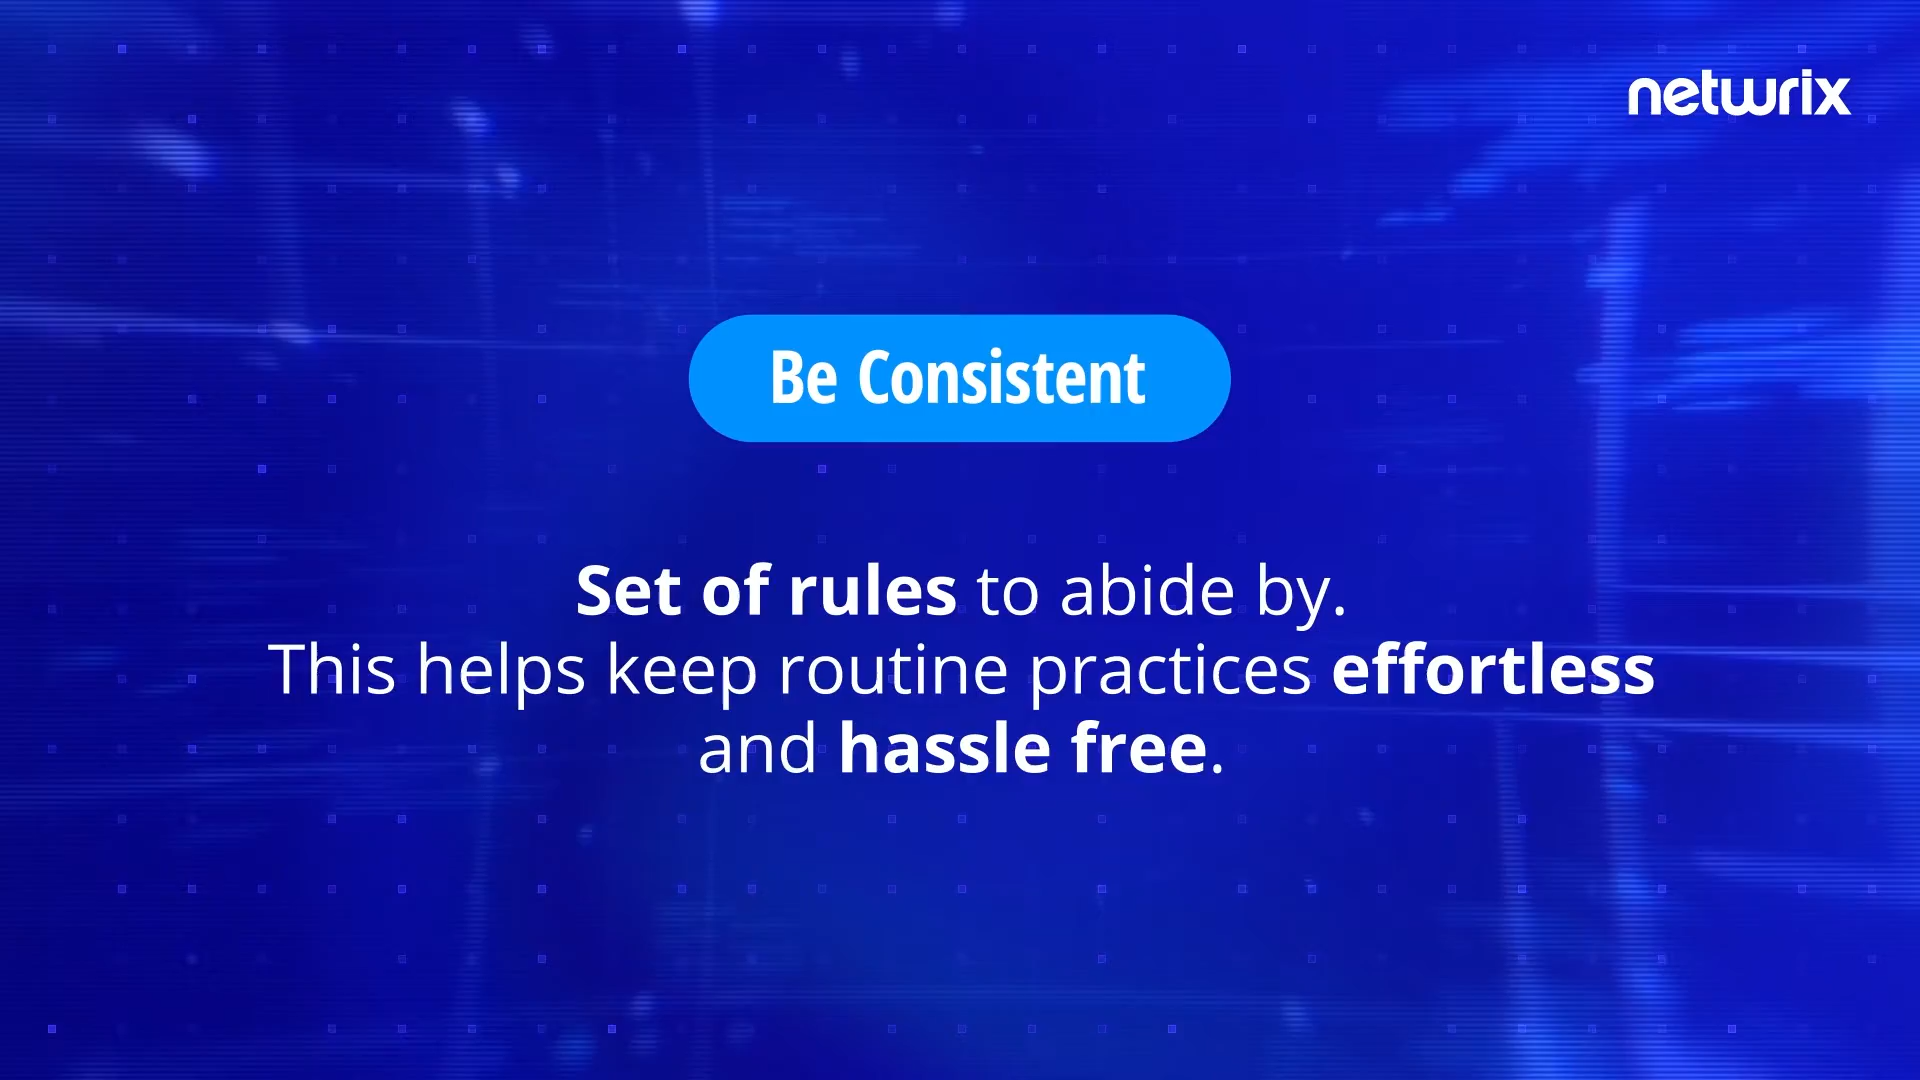 netwrix
Be Consistent
Set of rules to abide by.
This helps keep routine practices effortless
and hassle free.